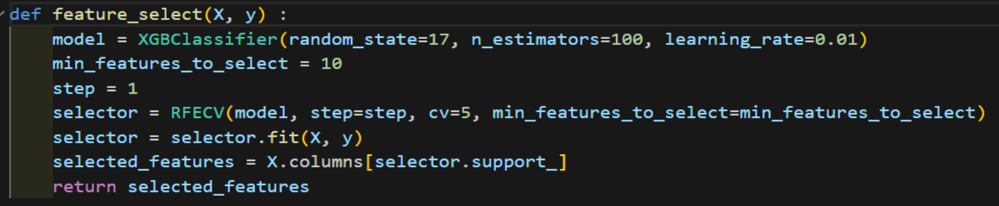 def feature_select(X, y) :
    model = XGBClassifier(random_state=17, n_estimators=100, learning_rate=0.01)
    min_features_to_select = 10
    step = 1
    selector = RFECV(model, step=step, cv=5, min_features_to_select=min_features_to_select)
    selector = selector.fit(X, y)
    selected_features = X.columns[selector.support_]
    return selected_features